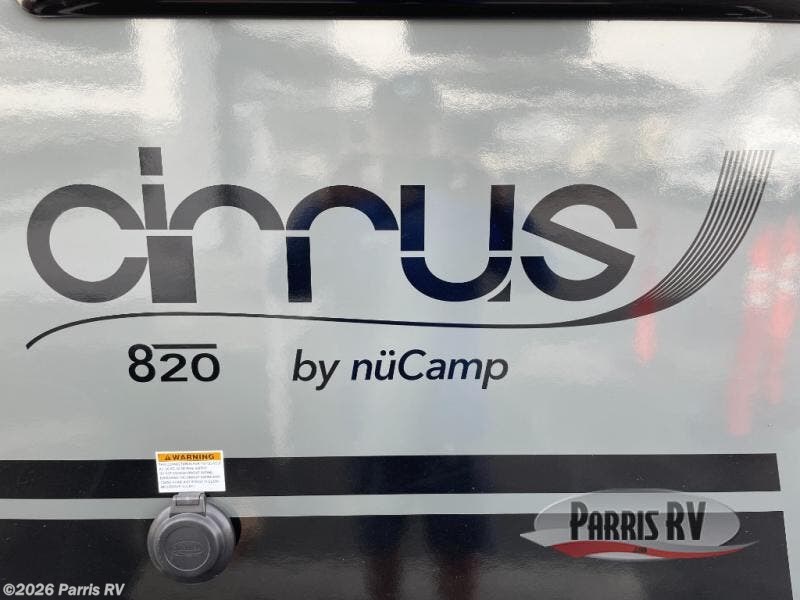 cirrus
820 by nüCamp
WARNING
PARRIS RV
©2026 Parris RV